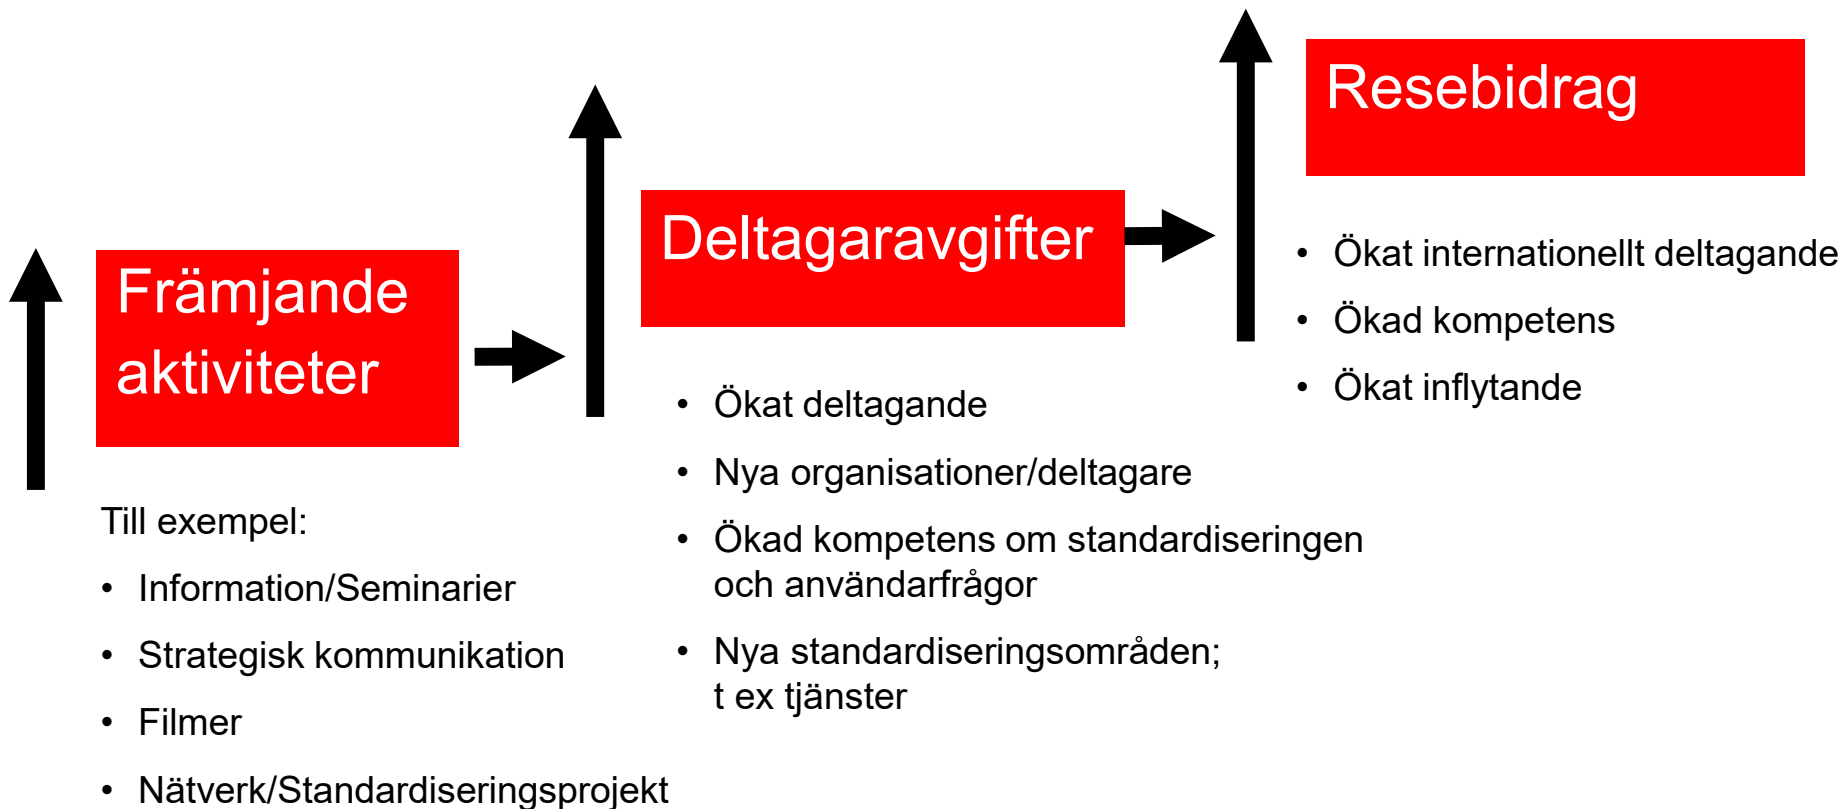 Främjande
aktiviteter
Till exempel:
• Information/Seminarier
• Strategisk kommunikation
• Filmer
• Nätverk/Standardiseringsprojekt
Deltagaravgifter
• Ökat deltagande
• Nya organisationer/deltagare
• Ökad kompetens om standardiseringen
och användarfrågor
• Nya standardiseringsområden;
t ex tjänster
Resebidrag
• Ökat internationellt deltagande
• Ökad kompetens
• Ökat inflytande